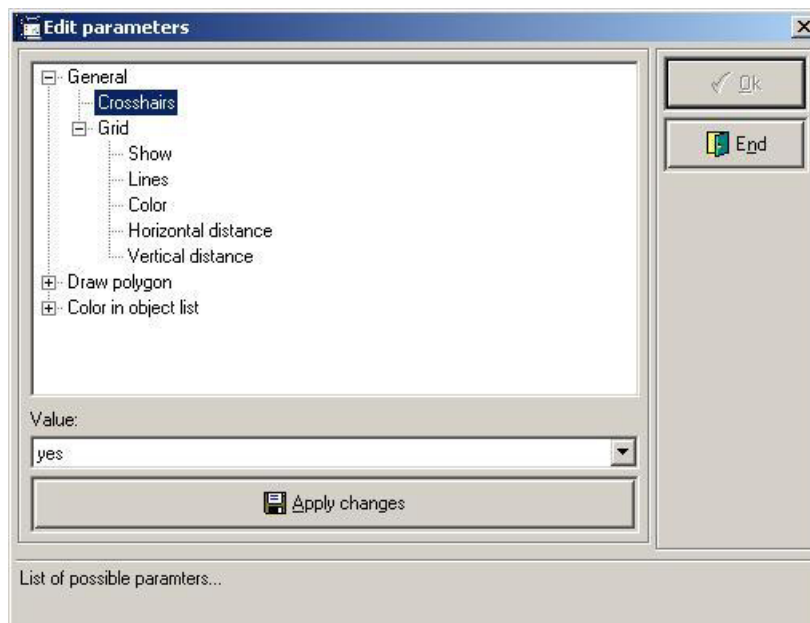 Edit parameters
General
Crosshairs
Grid
Show
Lines
Color
Horizontal distance
Vertical distance
Draw polygon
Color in object list
Ok
End
Value:
yes
Apply changes
List of possible paramters...